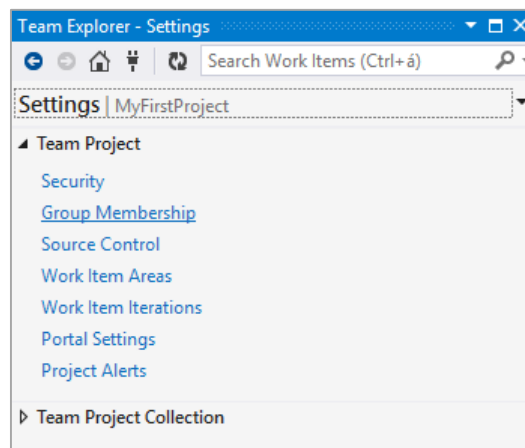 Team Explorer - Settings
Search Work Items (Ctrl+á)
Settings | MyFirstProject
Team Project
Security
Group Membership
Source Control
Work Item Areas
Work Item Iterations
Portal Settings
Project Alerts
Team Project Collection